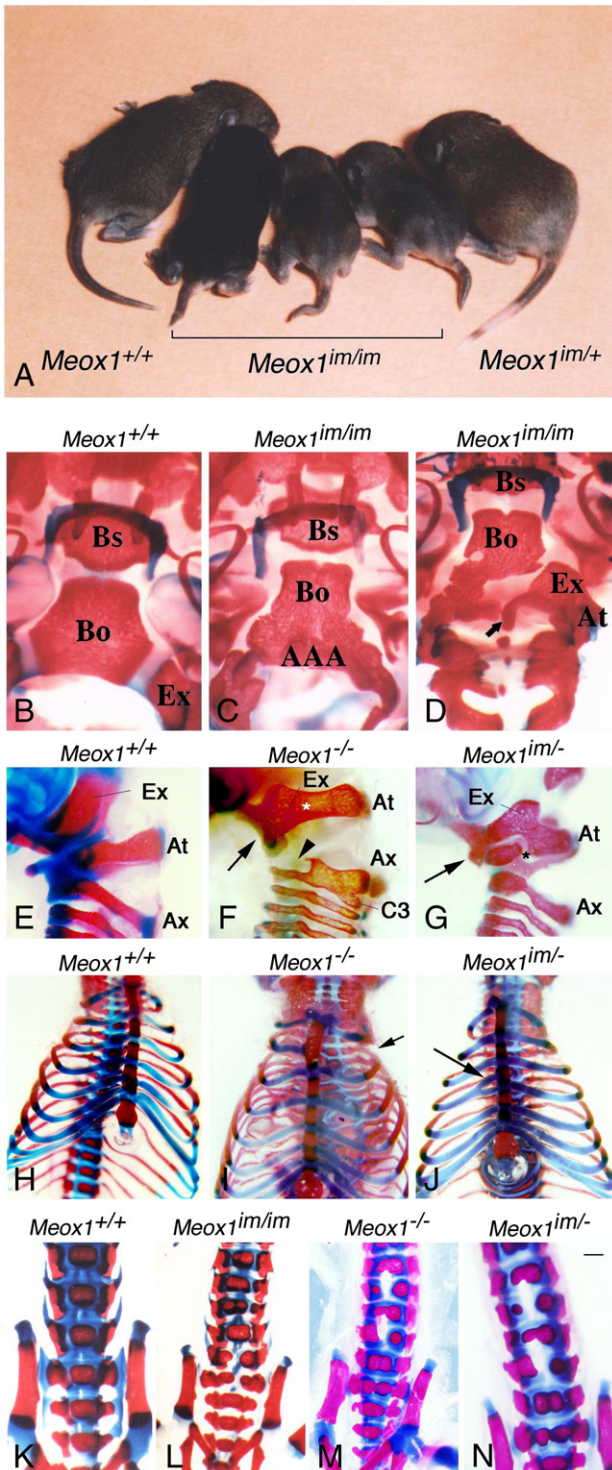 Meox1+/+ Meox1im/im Meox1im/+
A
Meox1+/+ Meox1im/im Meox1im/im
Bs Bs Bs
Bo Bo Bo
Ex AAA Ex At
B C D
Meox1+/+ Meox1-/- Meox1im/-
Ex Ex * At Ex * At
At Ax
Ax C3 Ax
E F G
Meox1+/+ Meox1-/- Meox1im/-
H I J
Meox1+/+ Meox1im/im Meox1-/- Meox1im/-
K L M N